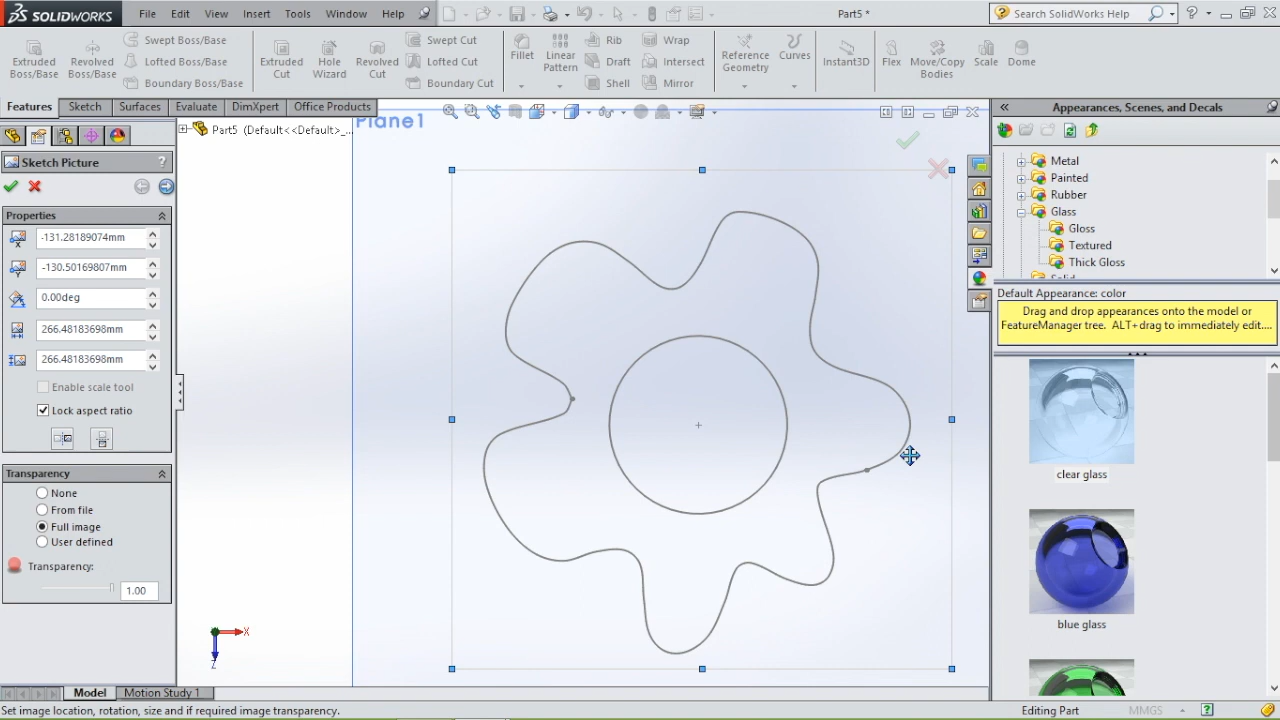 SOLIDWORKS File Edit View Insert Tools Window Help Part5 * Search SolidWorks Help
Extruded Boss/Base
Revolved Boss/Base
Swept Boss/Base
Lofted Boss/Base
Boundary Boss/Base
Extruded Cut
Hole Wizard
Revolved Cut
Swept Cut
Lofted Cut
Boundary Cut
Fillet
Linear Pattern
Rib
Draft
Shell
Wrap
Intersect
Mirror
Reference Geometry
Curves
Instant3D
Flex
Move/Copy Bodies
Scale
Dome
Features Sketch Surfaces Evaluate DimXpert Office Products
Part5 (Default<<Default>_...
Plane1
Sketch Picture ?
Properties
-131.28189074mm
-130.50169807mm
0.00deg
266.48183698mm
266.48183698mm
Enable scale tool
Lock aspect ratio
Transparency
None
From file
Full image
User defined
Transparency:
1.00
X
Z
Appearances, Scenes, and Decals
Metal
Painted
Rubber
Glass
Gloss
Textured
Thick Gloss
Default Appearance: color
Drag and drop appearances onto the model or
FeatureManager tree. ALT+drag to immediately edit....
clear glass
blue glass
Model Motion Study 1
Set image location, rotation, size and if required image transparency. Editing Part MMGS